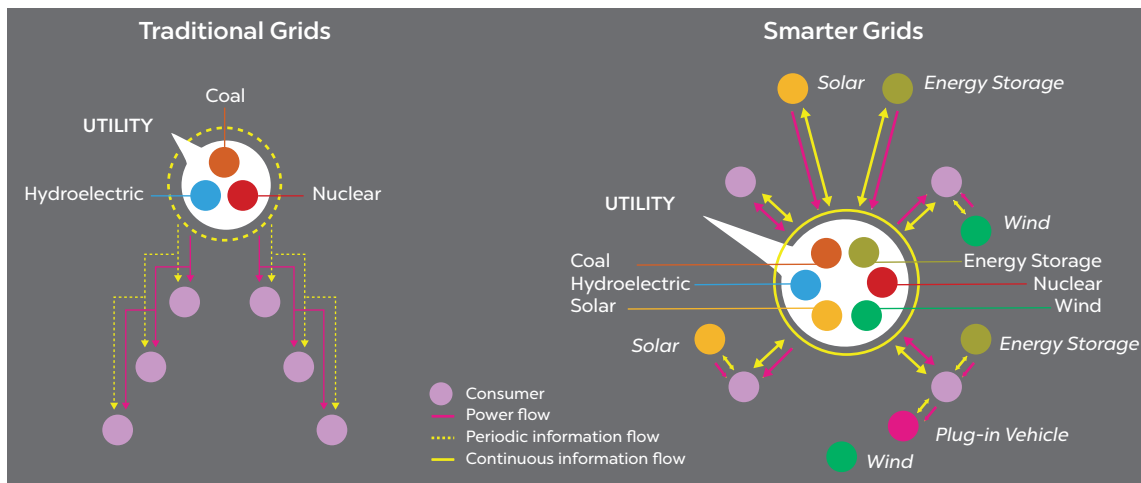 Traditional Grids
Coal
UTILITY
Hydroelectric
Nuclear
Smarter Grids
Solar
Energy Storage
UTILITY
Wind
Coal
Energy Storage
Hydroelectric
Nuclear
Solar
Wind
Solar
Energy Storage
Plug-in Vehicle
Wind
Consumer
Power flow
Periodic information flow
Continuous information flow